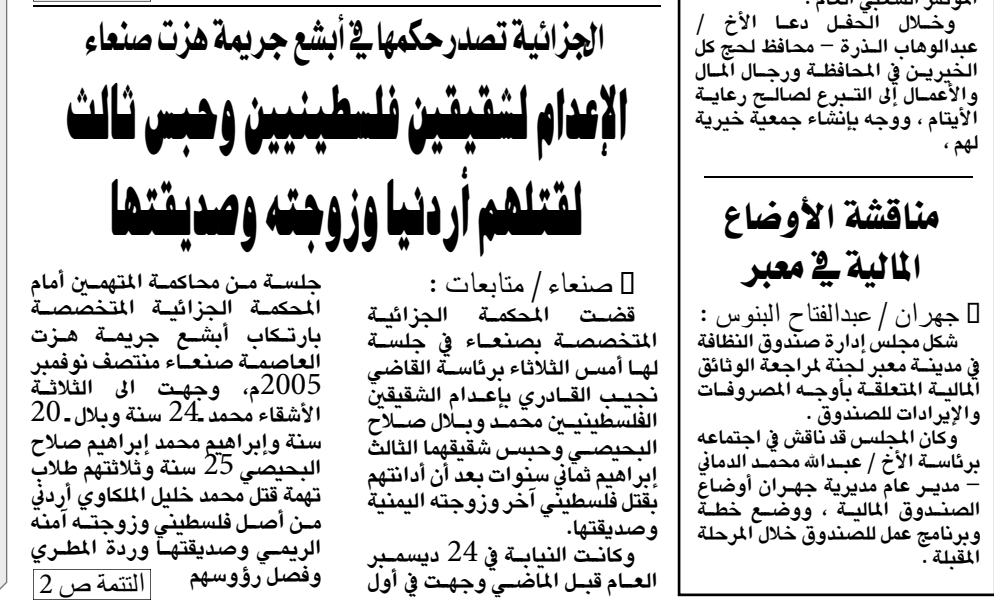 الجزائية تصدر حكمها في أبشع جريمة هزت صنعاء
الإعدام لشقيقين فلسطينيين وحبس ثالث
لقتلهم أردنيا وزوجته وصديقتها
صنعاء / متابعات :
قضت المحكمة الجزائية
المتخصصة بصنعاء في جلسة
لها أمس الثلاثاء برئاسة القاضي
نجيب القادري بإعدام الشقيقين
الفلسطينيين محمد وبلال صلاح
البحيصي وحبس شقيقهما الثالث
إبراهيم ثماني سنوات بعد أن أدانتهم
بقتل فلسطيني آخر وزوجته اليمنية
وصديقتها.
وكانت النيابة في 24 ديسمبر
العام قبل الماضي وجهت في أول
جلسة من محاكمة المتهمين أمام
المحكمة الجزائية المتخصصة
بارتكاب أبشع جريمة هزت
العاصمة صنعاء منتصف نوفمبر
2005م، وجهت الى الثلاثة
الأشقاء محمد ـ24 سنة وبلال ـ 20
سنة وإبراهيم محمد إبراهيم صلاح
البحيصي 25 سنة وثلاثتهم طلاب
تهمة قتل محمد خليل الملكاوي أردني
من أصل فلسطيني وزوجته آمنه
الريمي وصديقتها وردة المطري
وفصل رؤوسهم
التتمة ص 2
المؤتمر الشعبي العام .
وخلال الحفل دعا الأخ /
عبدالوهاب الذرة – محافظ لحج كل
الخيرين في المحافظة ورجال المال
والأعمال إلى التبرع لصالح رعاية
الأيتام ، ووجه بإنشاء جمعية خيرية
لهم ،
مناقشة الأوضاع
المالية في معبر
جهران / عبدالفتاح البنوس :
شكل مجلس إدارة صندوق النظافة
في مدينة معبر لجنة لمراجعة الوثائق
المالية المتعلقة بأوجه المصروفات
والإيرادات للصندوق .
وكان المجلس قد ناقش في اجتماعه
برئاسة الأخ / عبدالله محمد الدماني
– مدير عام مديرية جهران أوضاع
الصندوق المالية ، ووضع خطة
وبرنامج عمل للصندوق خلال المرحلة
المقبلة .